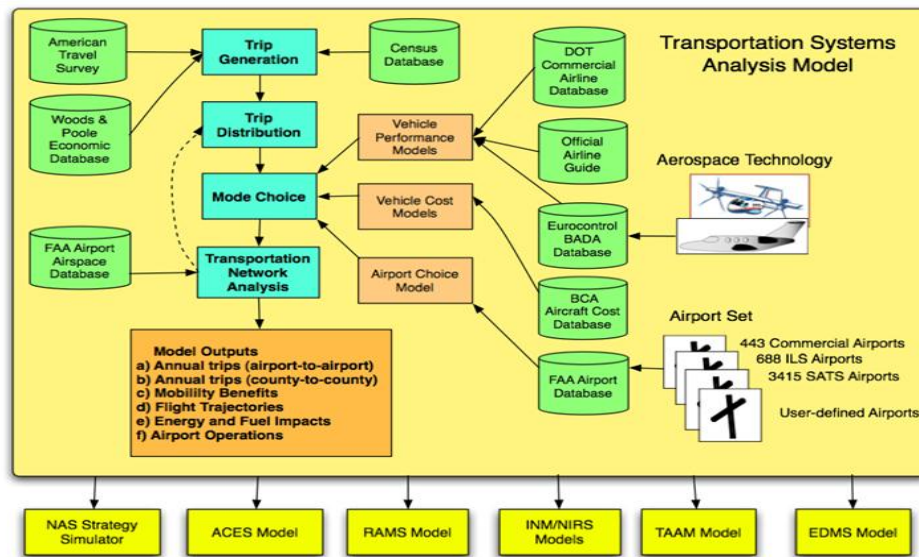 Transportation Systems
Analysis Model
American
Travel
Survey
Trip
Generation
Census
Database
DOT
Commercial
Airline
Database
Woods &
Poole
Economic
Database
Trip
Distribution
Vehicle
Performance
Models
Official
Airline
Guide
Aerospace Technology
Mode Choice
Vehicle Cost
Models
Eurocontrol
BADA
Database
FAA Airport
Airspace
Database
Transportation
Network
Analysis
Airport Choice
Model
BCA
Aircraft Cost
Database
Airport Set
443 Commercial Airports
688 ILS Airports
3415 SATS Airports
User-defined Airports
FAA Airport
Database
Model Outputs
a) Annual trips (airport-to-airport)
b) Annual trips (county-to-county)
c) Mobililty Benefits
d) Flight Trajectories
e) Energy and Fuel Impacts
f) Airport Operations
NAS Strategy
Simulator
ACES Model
RAMS Model
INM/NIRS
Models
TAAM Model
EDMS Model